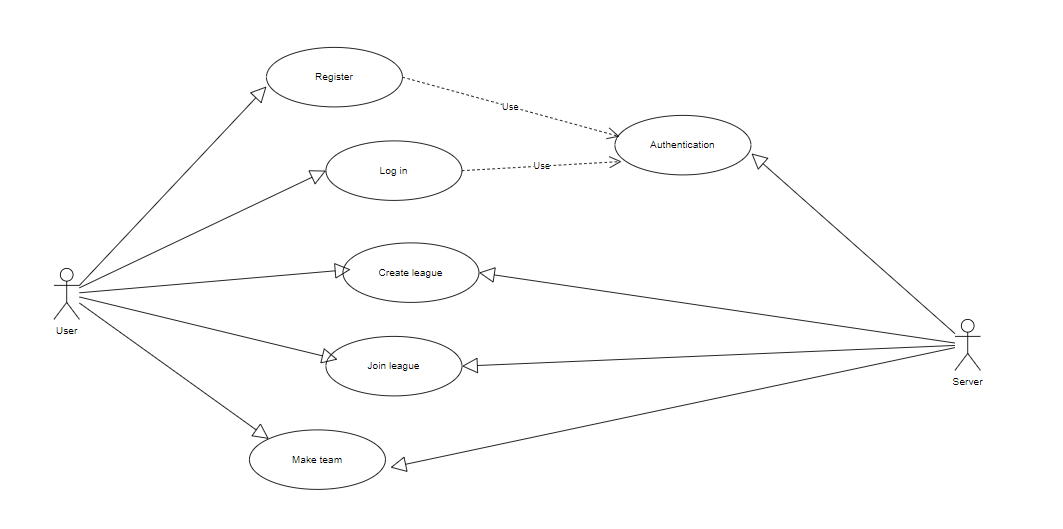 Register
Use
Authentication
Log in
Use
Create league
User
Join league
Server
Make team